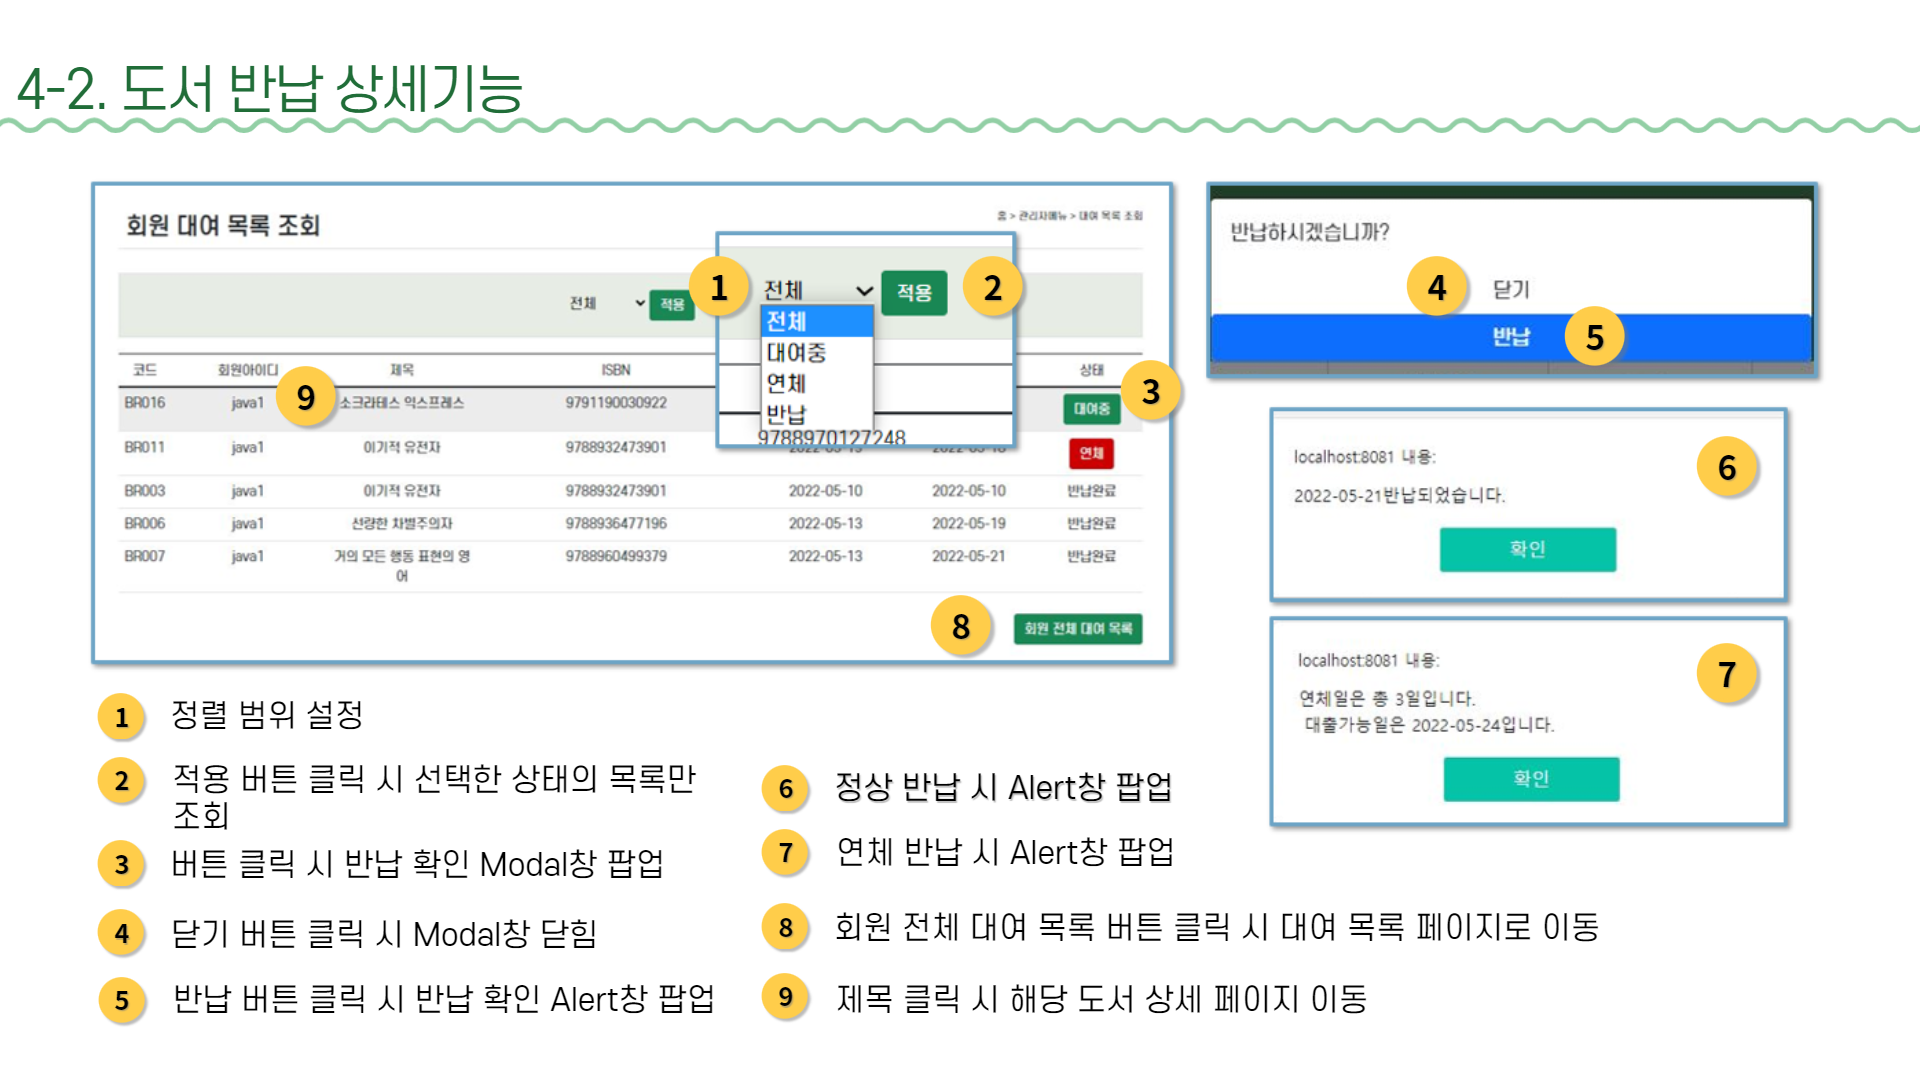 4-2. 도서 반납 상세기능
회원 대여 목록 조회
홈 > 관리자메뉴 > 대여 목록 조회
전체 적용
1 전체 적용 2
전체
대여중
연체
반납
9788970127248
코드 회원아이디 제목 ISBN 상태
9
3
BR016 java1 소크라테스 익스프레스 9791190030922 대여중
BR011 java1 이기적 유전자 9788932473901 연체
BR003 java1 이기적 유전자 9788932473901 2022-05-10 2022-05-10 반납완료
BR006 java1 선량한 차별주의자 9788936477196 2022-05-13 2022-05-19 반납완료
BR007 java1 거의 모든 행동 표현의 영 9788960499379 2022-05-13 2022-05-21 반납완료
어
8 회원 전체 대여 목록
반납하시겠습니까?
4 닫기
반납 5
localhost:8081 내용:
6
2022-05-21반납되었습니다.
확인
localhost:8081 내용:
7
연체일은 총 3일입니다.
대출가능일은 2022-05-24입니다.
확인
1 정렬 범위 설정
2 적용 버튼 클릭 시 선택한 상태의 목록만
조회
3 버튼 클릭 시 반납 확인 Modal창 팝업
4 닫기 버튼 클릭 시 Modal창 닫힘
5 반납 버튼 클릭 시 반납 확인 Alert창 팝업
6 정상 반납 시 Alert창 팝업
7 연체 반납 시 Alert창 팝업
8 회원 전체 대여 목록 버튼 클릭 시 대여 목록 페이지로 이동
9 제목 클릭 시 해당 도서 상세 페이지 이동